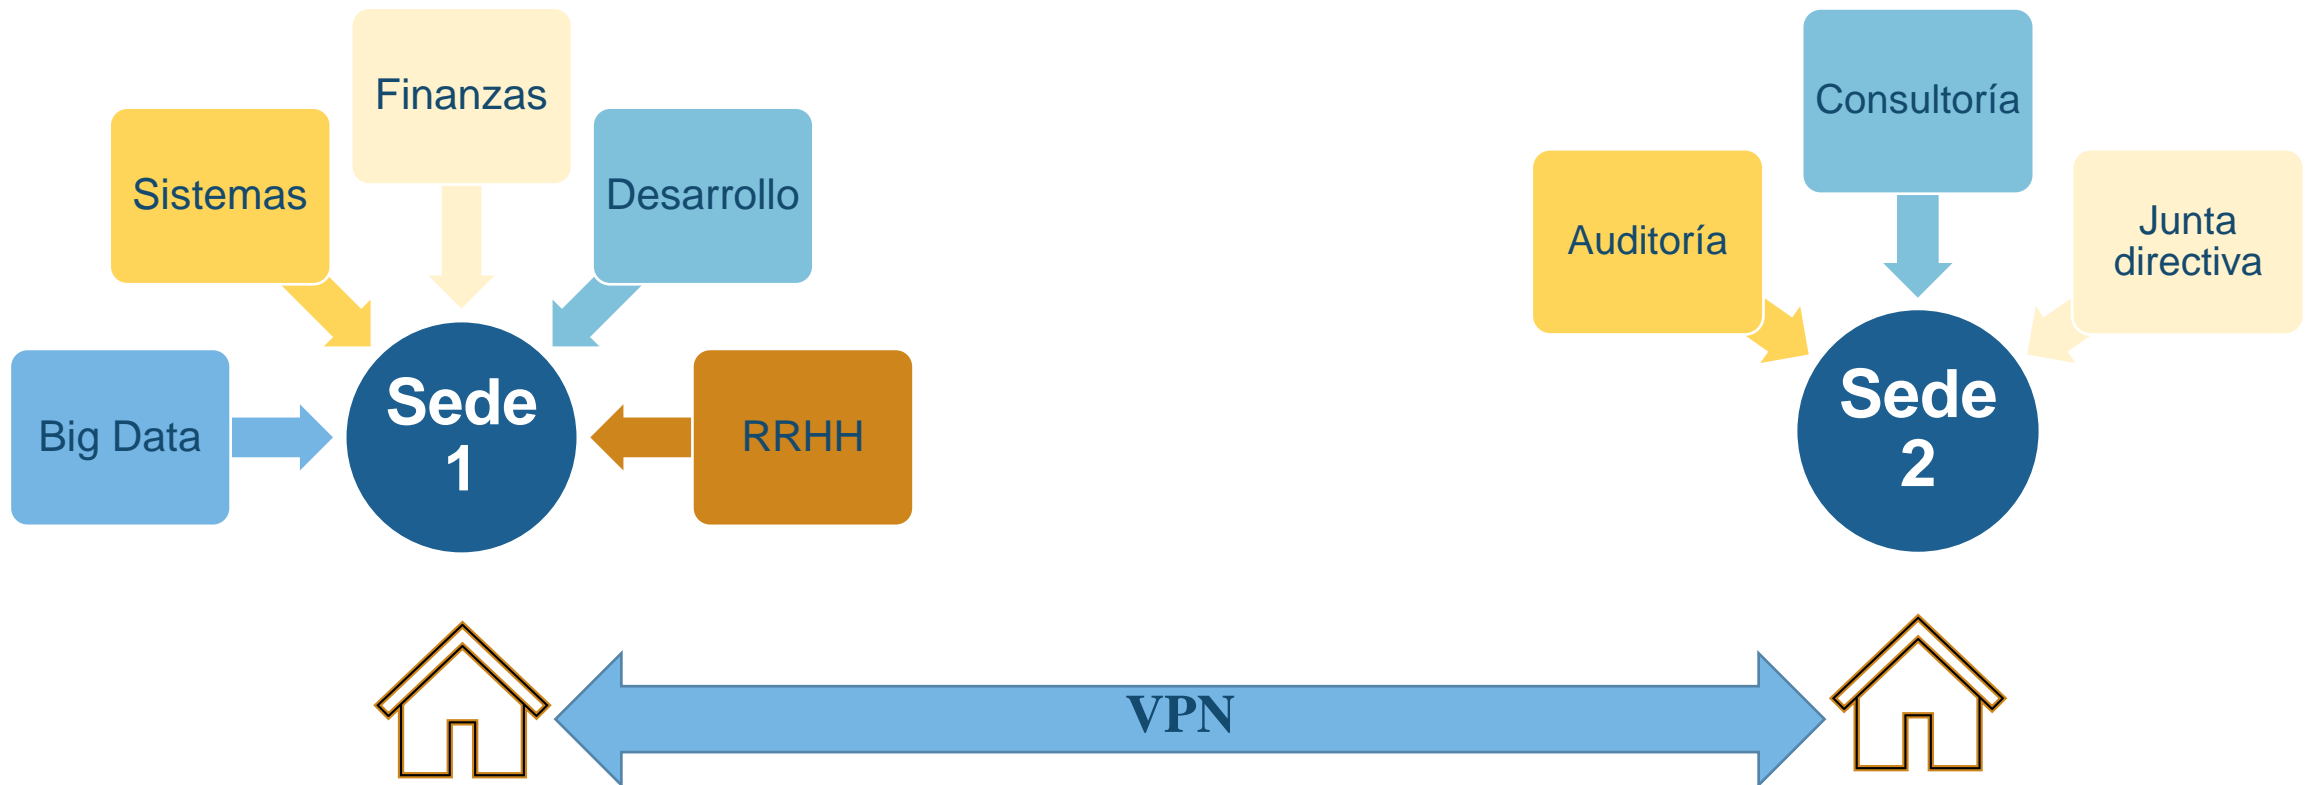 Finanzas
Sistemas
Desarrollo
Big Data
Sede
1
RRHH
Consultoría
Auditoría
Junta
directiva
Sede
2
VPN